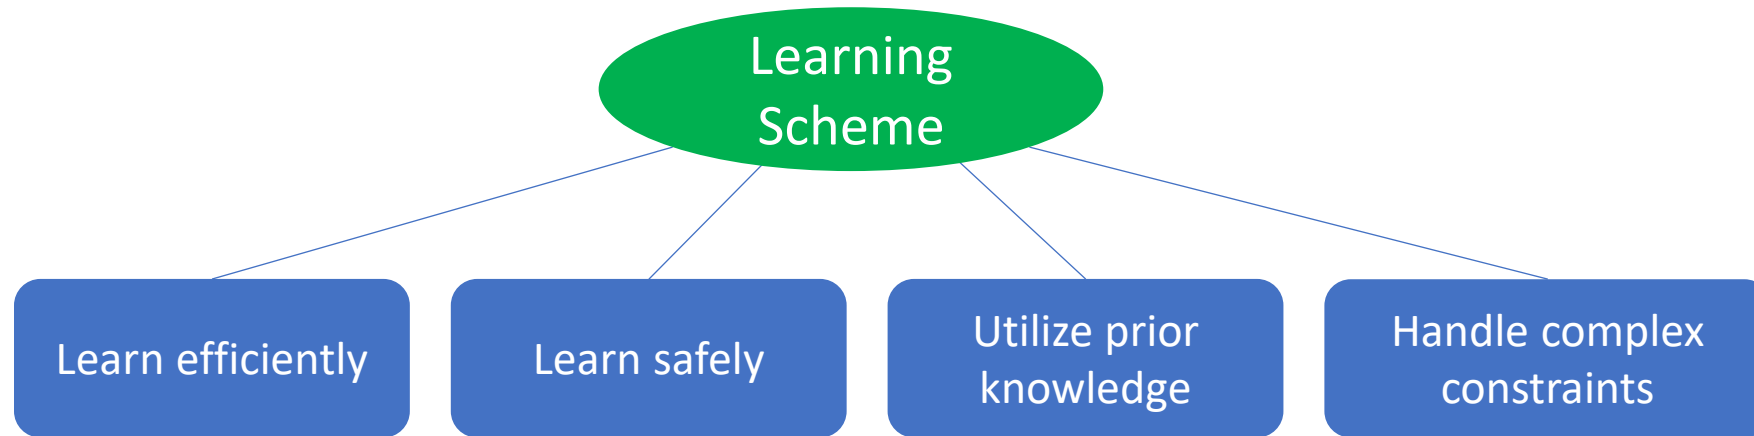 Learning
Scheme
Learn efficiently
Learn safely
Utilize prior
knowledge
Handle complex
constraints